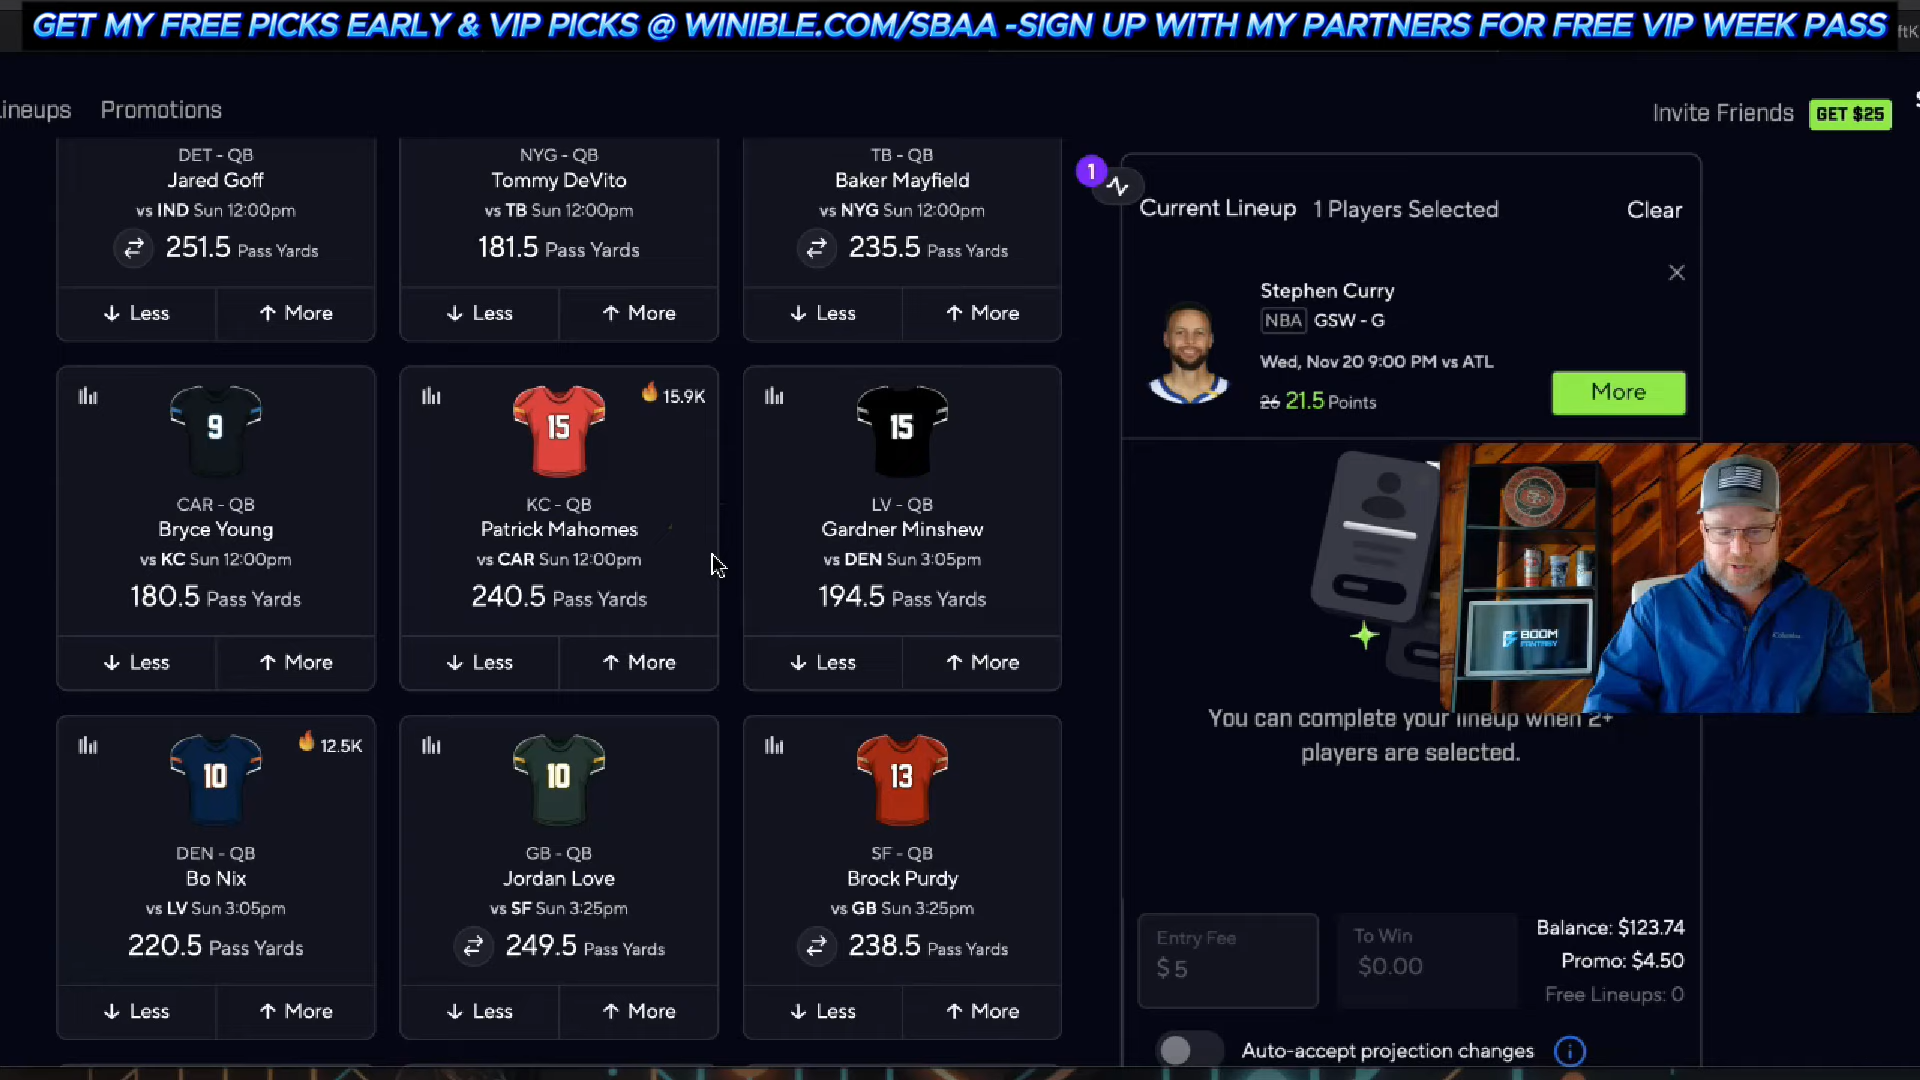 GET MY FREE PICKS EARLY & VIP PICKS @ WINIBLE.COM/SBAA -SIGN UP WITH MY PARTNERS FOR FREE VIP WEEK PASS
ftK
Lineups Promotions
Invite Friends GET $25
DET - QB
Jared Goff
vs IND Sun 12:00pm
251.5 Pass Yards
↓ Less ↑ More
NYG - QB
Tommy DeVito
vs TB Sun 12:00pm
181.5 Pass Yards
↓ Less ↑ More
TB - QB
Baker Mayfield
vs NYG Sun 12:00pm
235.5 Pass Yards
↓ Less ↑ More
9
CAR - QB
Bryce Young
vs KC Sun 12:00pm
180.5 Pass Yards
↓ Less ↑ More
15
15.9K
KC - QB
Patrick Mahomes
vs CAR Sun 12:00pm
240.5 Pass Yards
↓ Less ↑ More
15
LV - QB
Gardner Minshew
vs DEN Sun 3:05pm
194.5 Pass Yards
↓ Less ↑ More
10
12.5K
DEN - QB
Bo Nix
vs LV Sun 3:05pm
220.5 Pass Yards
↓ Less ↑ More
10
GB - QB
Jordan Love
vs SF Sun 3:25pm
249.5 Pass Yards
↓ Less ↑ More
13
SF - QB
Brock Purdy
vs GB Sun 3:25pm
238.5 Pass Yards
↓ Less ↑ More
1
Current Lineup 1 Players Selected Clear
Stephen Curry
NBA GSW - G
Wed, Nov 20 9:00 PM vs ATL
26 21.5 Points
More
BOOM
FANTASY
You can complete your lineup when 2+
players are selected.
Entry Fee
$ 5
To Win
$0.00
Balance: $123.74
Promo: $4.50
Free Lineups: 0
Auto-accept projection changes